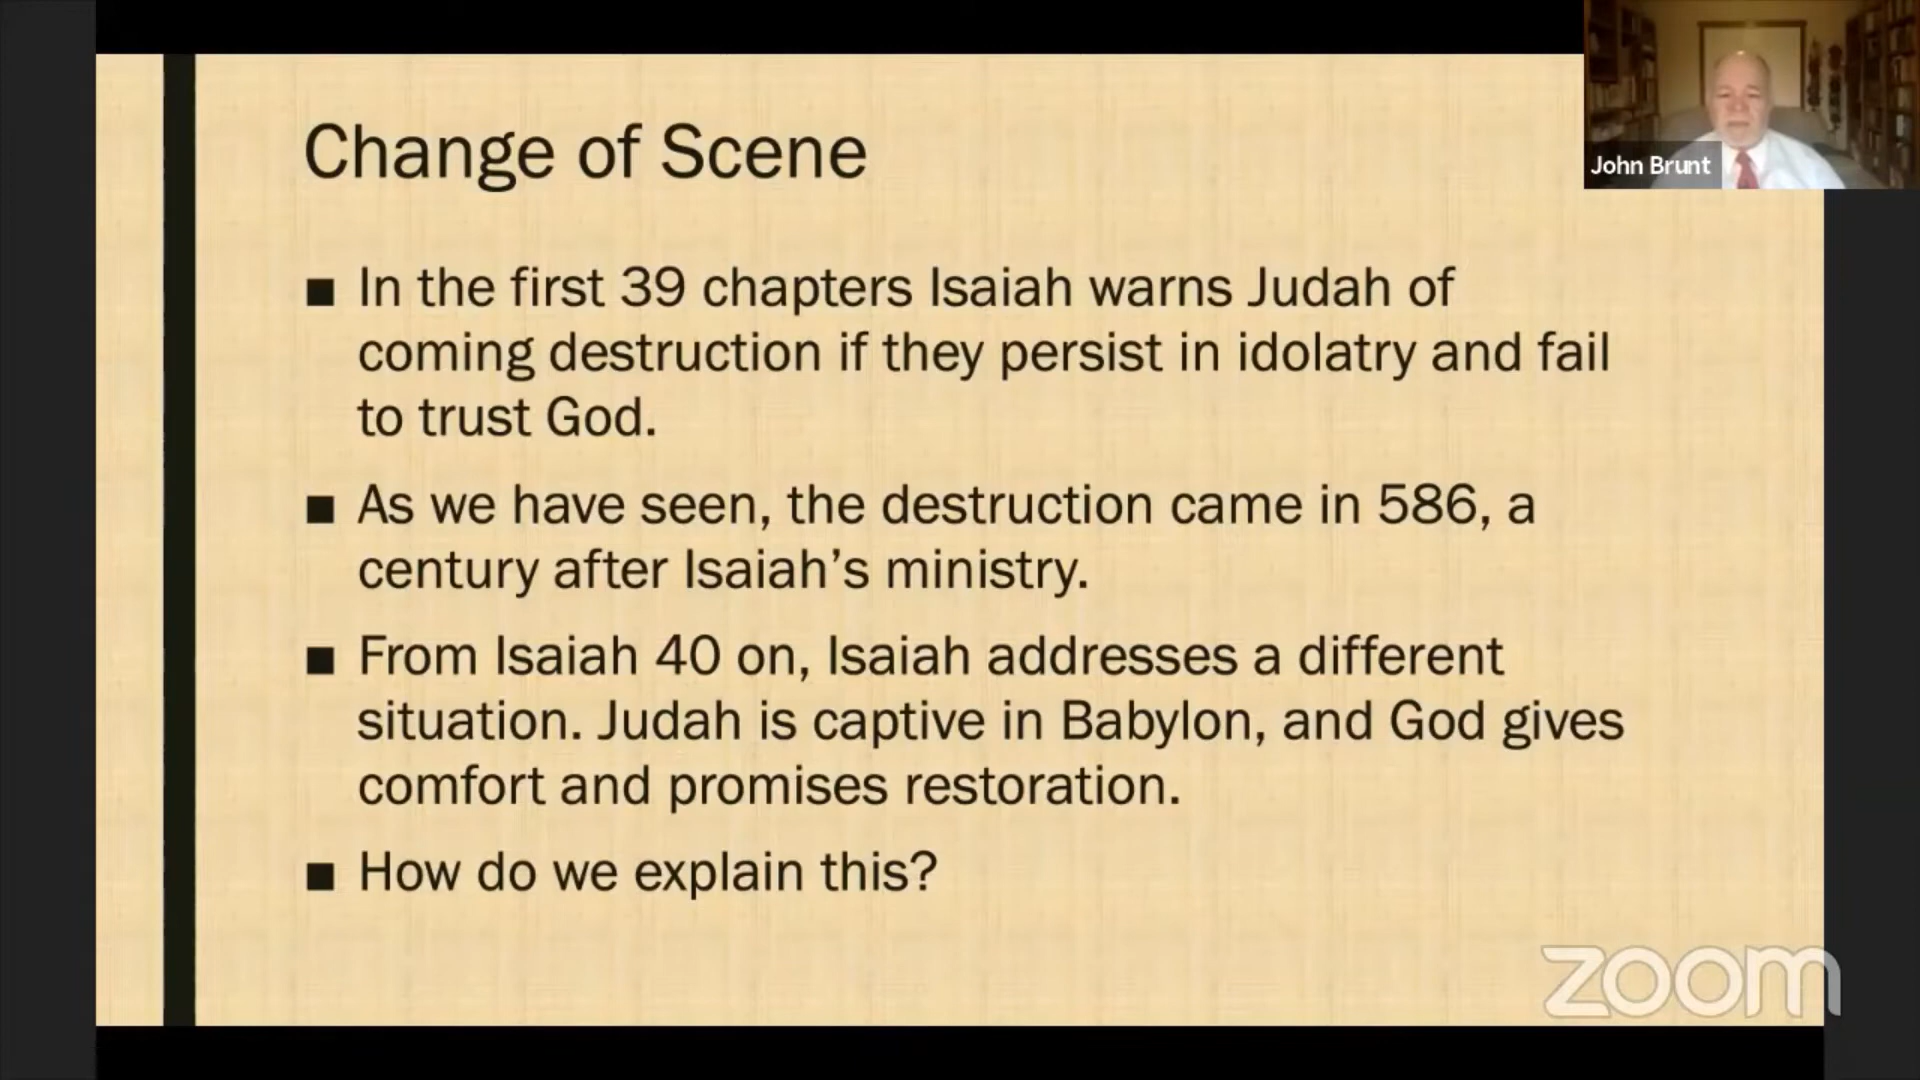 Change of Scene
John Brunt
■ In the first 39 chapters Isaiah warns Judah of
coming destruction if they persist in idolatry and fail
to trust God.
■ As we have seen, the destruction came in 586, a
century after Isaiah’s ministry.
■ From Isaiah 40 on, Isaiah addresses a different
situation. Judah is captive in Babylon, and God gives
comfort and promises restoration.
■ How do we explain this?
zoom